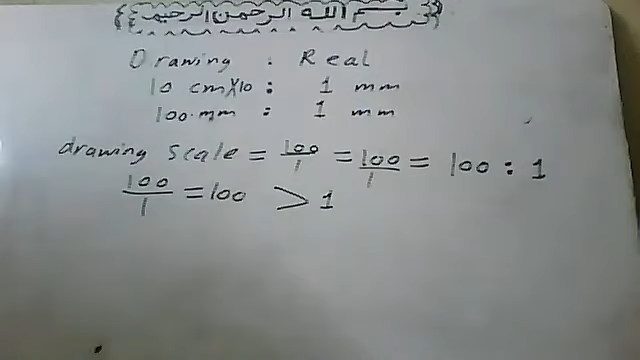 بسم الله الرحمن الرحيم
Drawing : Real
10 cm x10 : 1 mm
100 mm : 1 mm
drawing scale = 100/1 = 100/1 = 100 : 1
100/1 = 100 > 1